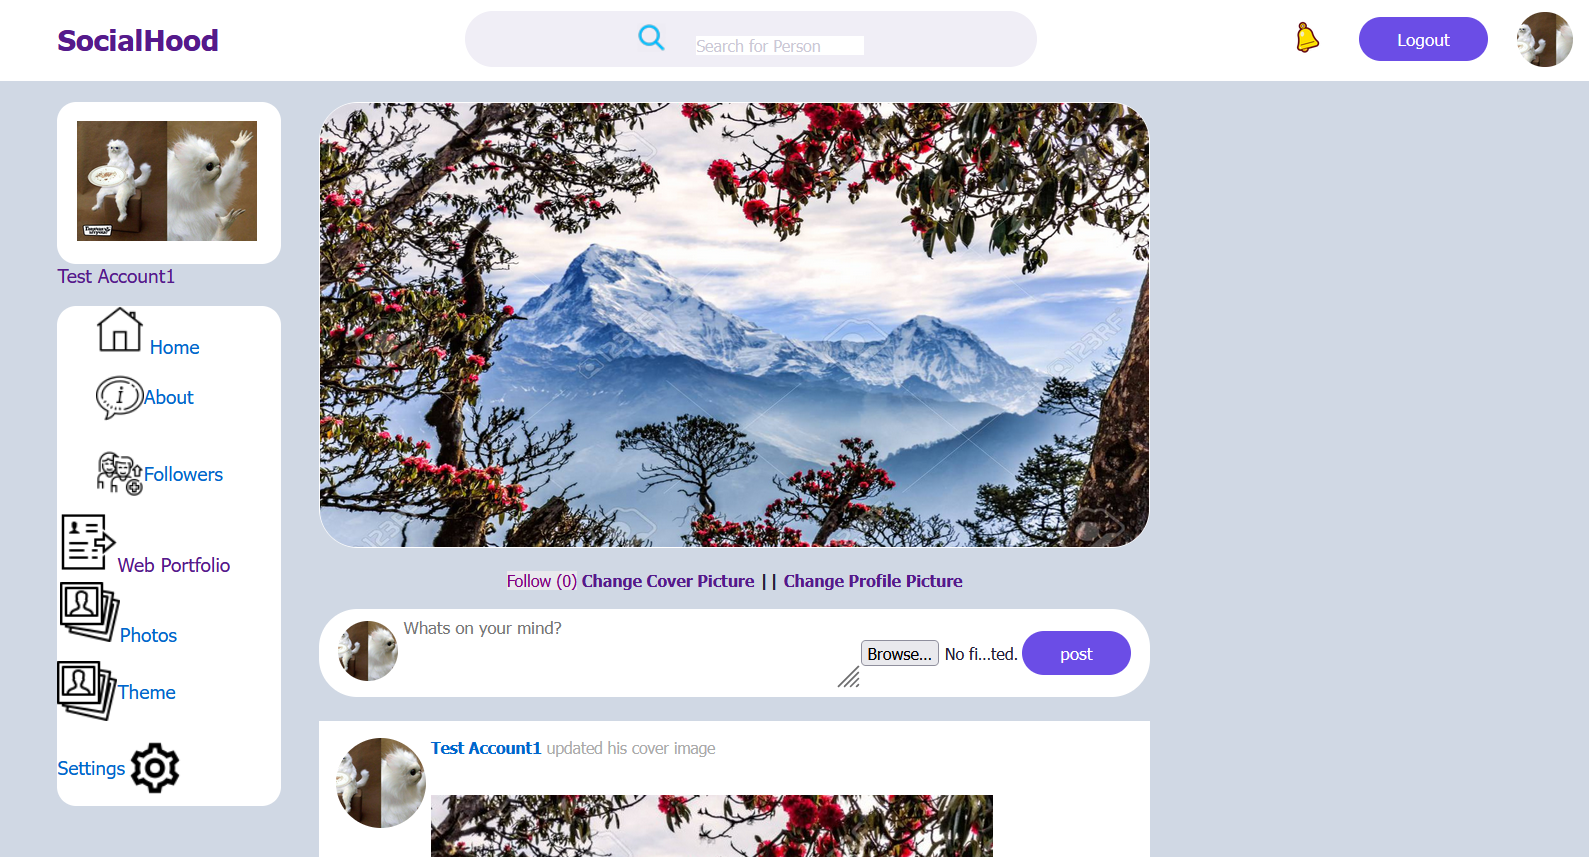 SocialHood
Search for Person
Logout
Test Account1
Home
About
Followers
Web Portfolio
Photos
Theme
Settings
123RF
Follow (0) Change Cover Picture || Change Profile Picture
Whats on your mind?
Browse... No fi...ted. post
Test Account1 updated his cover image